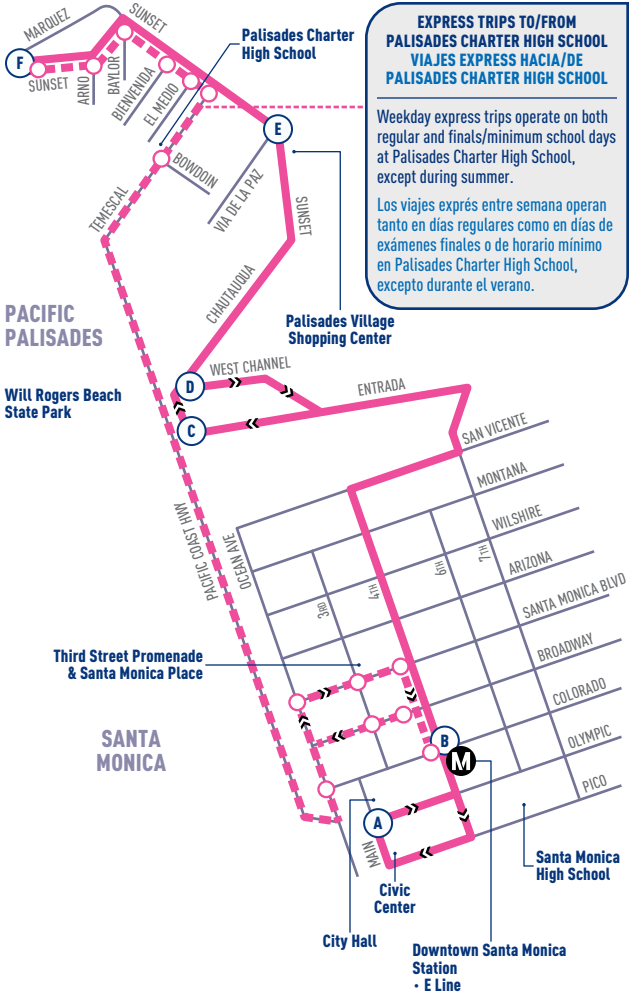 EXPRESS TRIPS TO/FROM
PALISADES CHARTER HIGH SCHOOL
VIAJES EXPRESS HACIA/DE
PALISADES CHARTER HIGH SCHOOL
Weekday express trips operate on both
regular and finals/minimum school days
at Palisades Charter High School,
except during summer.
Los viajes exprés entre semana operan
tanto en días regulares como en días de
exámenes finales o de horario mínimo
en Palisades Charter High School,
excepto durante el verano.
MARQUEZ
SUNSET
Palisades Charter
High School
F
SUNSET
ARNO
BAYLOR
BIENVENIDA
EL MEDIO
E
BOWDOIN
TEMESCAL
VIA DE LA PAZ
SUNSET
CHAUTAUQUA
PACIFIC
PALISADES
Palisades Village
Shopping Center
Will Rogers Beach
State Park
D
WEST CHANNEL
ENTRADA
C
SAN VICENTE
MONTANA
WILSHIRE
ARIZONA
SANTA MONICA BLVD
BROADWAY
COLORADO
OLYMPIC
PICO
PACIFIC COAST HWY
OCEAN AVE
3RD
4TH
6TH
7TH
Third Street Promenade
& Santa Monica Place
SANTA
MONICA
B
M
A
MAIN
Civic
Center
City Hall
Santa Monica
High School
Downtown Santa Monica
Station
• E Line